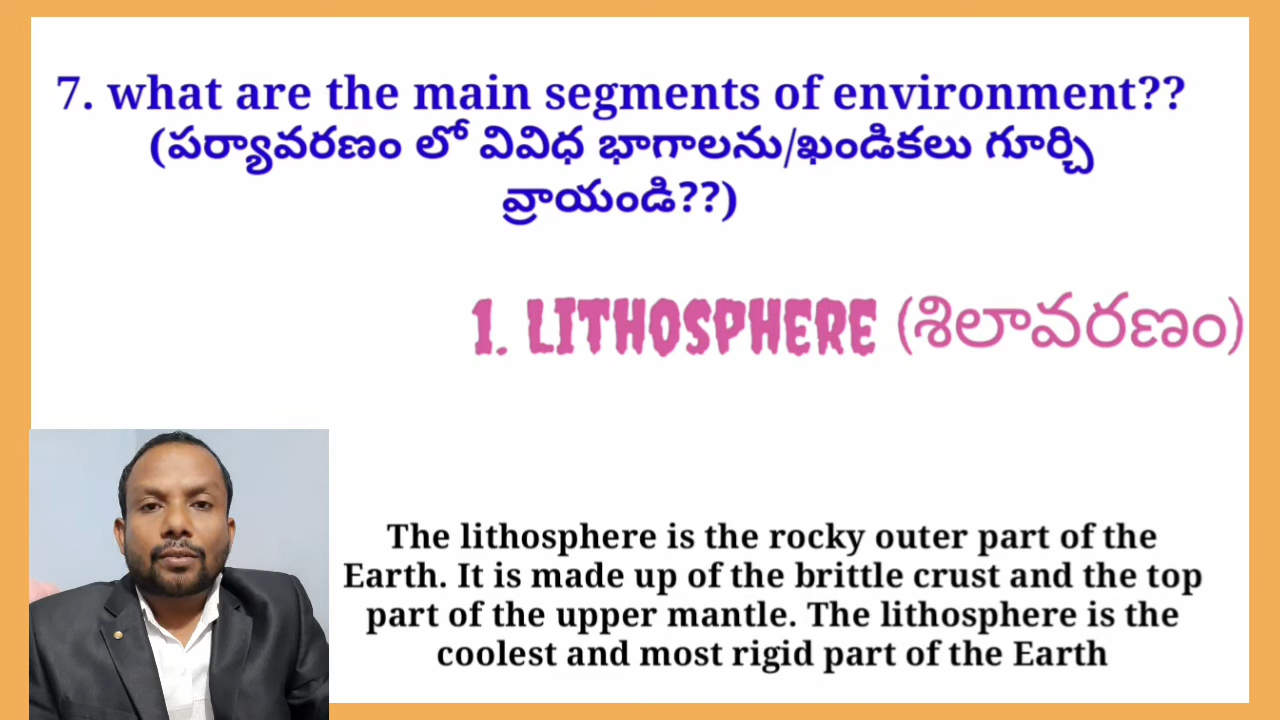 7. what are the main segments of environment??
(పర్యావరణం లో వివిధ భాగాలను/ఖండికలు గూర్చి
వ్రాయండి??)
1. LITHOSPHERE (శిలావరణం)
The lithosphere is the rocky outer part of the
Earth. It is made up of the brittle crust and the top
part of the upper mantle. The lithosphere is the
coolest and most rigid part of the Earth